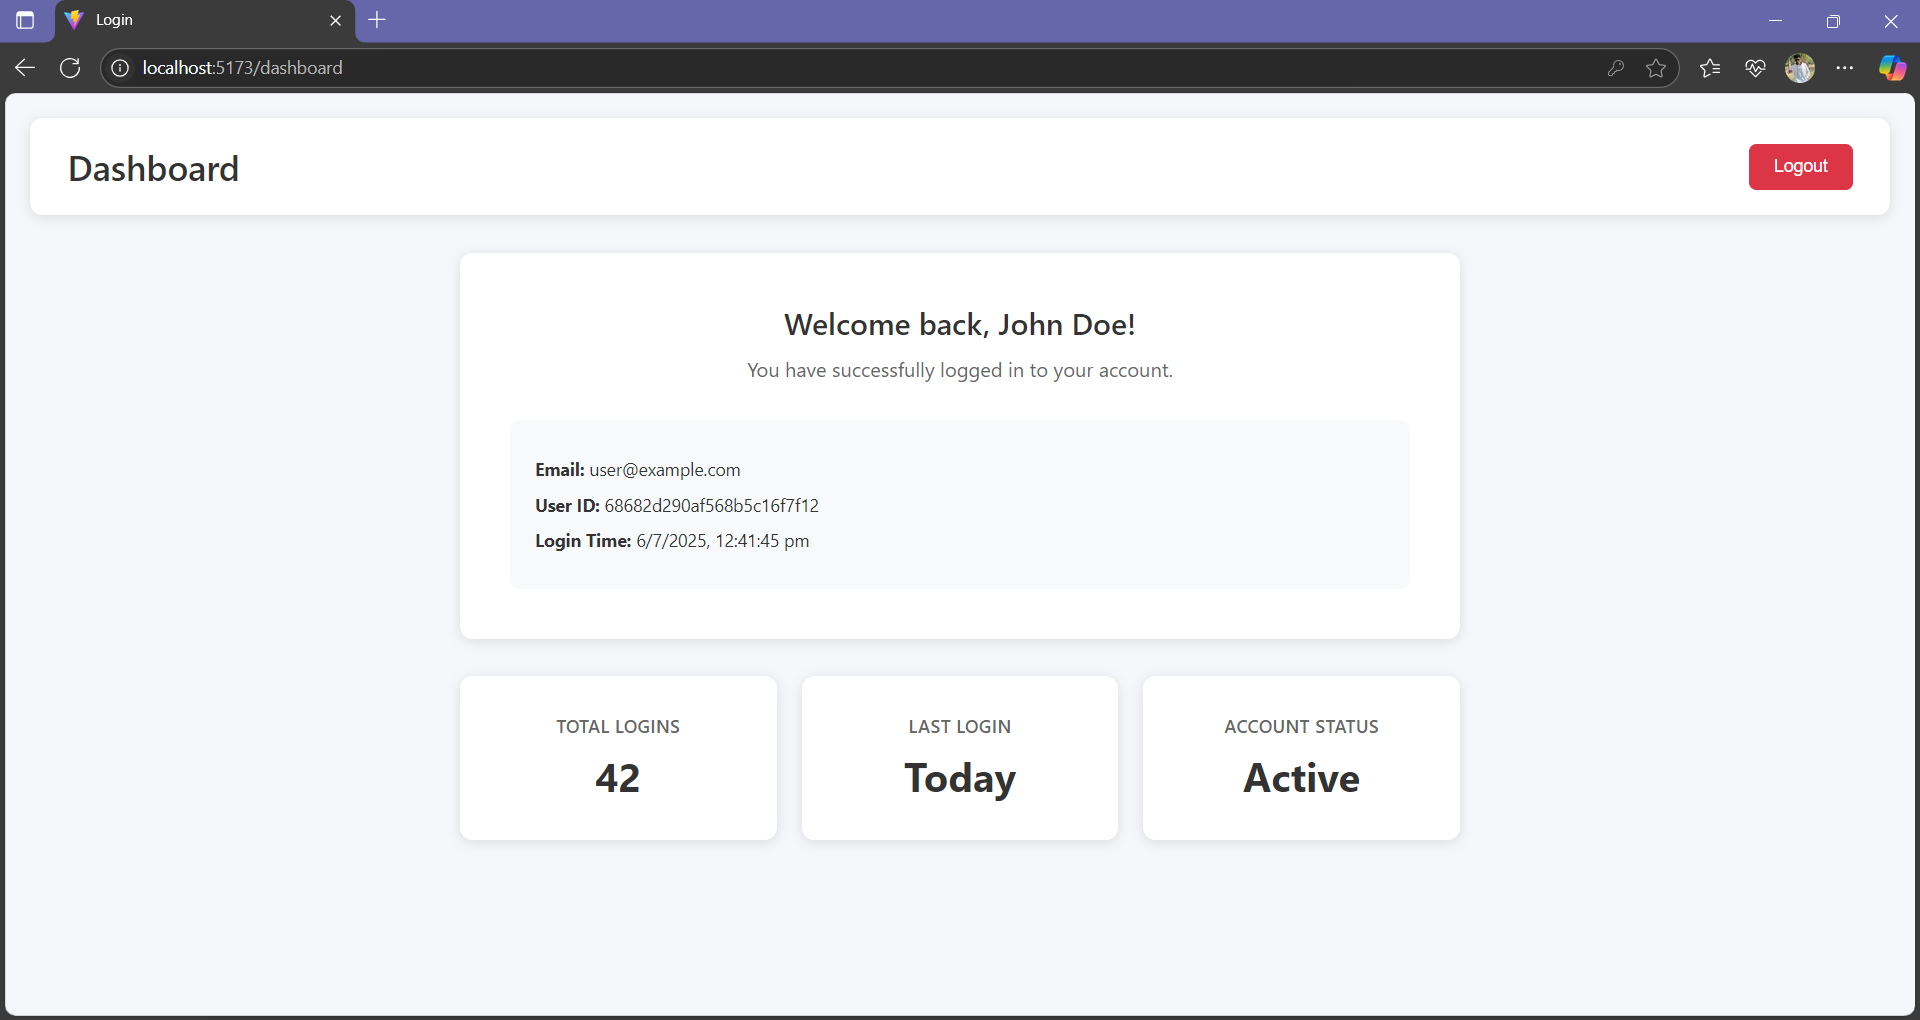 Login
localhost:5173/dashboard
Dashboard
Logout
Welcome back, John Doe!
You have successfully logged in to your account.
Email: user@example.com
User ID: 68682d290af568b5c16f7f12
Login Time: 6/7/2025, 12:41:45 pm
TOTAL LOGINS
42
LAST LOGIN
Today
ACCOUNT STATUS
Active